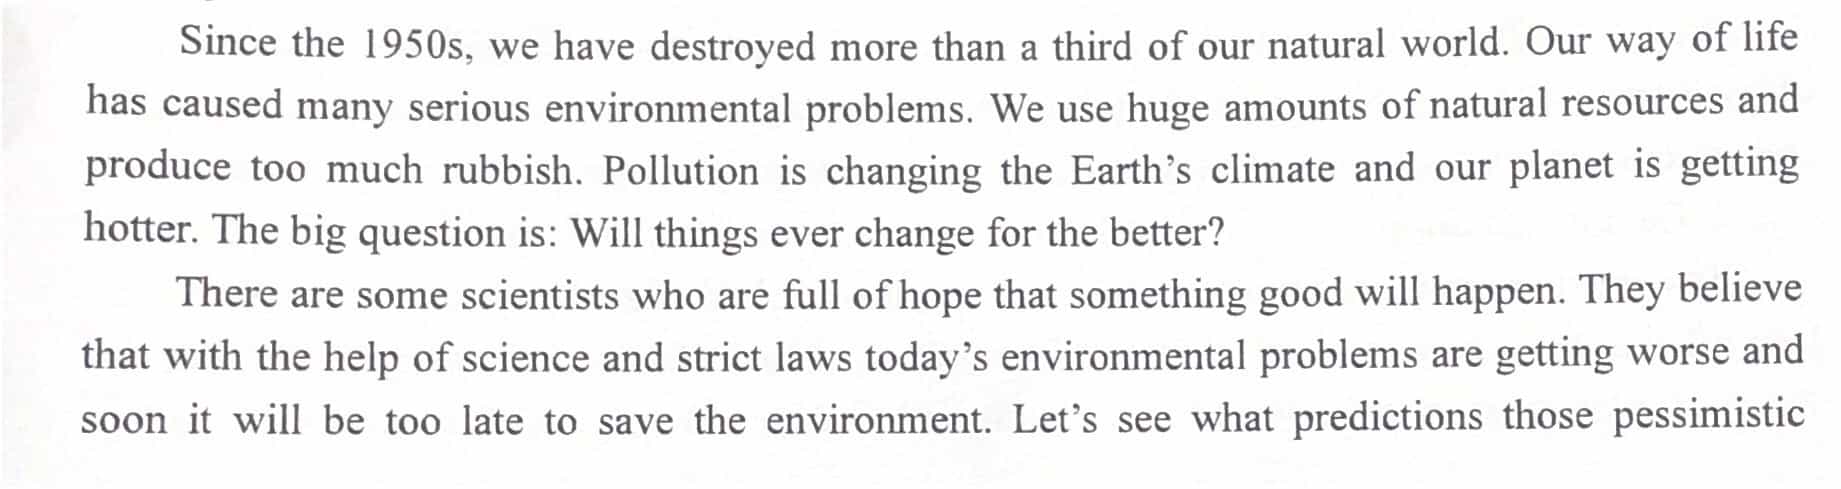 Since the 1950s, we have destroyed more than a third of our natural world. Our way of life
has caused many serious environmental problems. We use huge amounts of natural resources and
produce too much rubbish. Pollution is changing the Earth's climate and our planet is getting
hotter. The big question is: Will things ever change for the better?
There are some scientists who are full of hope that something good will happen. They believe
that with the help of science and strict laws today's environmental problems are getting worse and
soon it will be too late to save the environment. Let's see what predictions those pessimistic